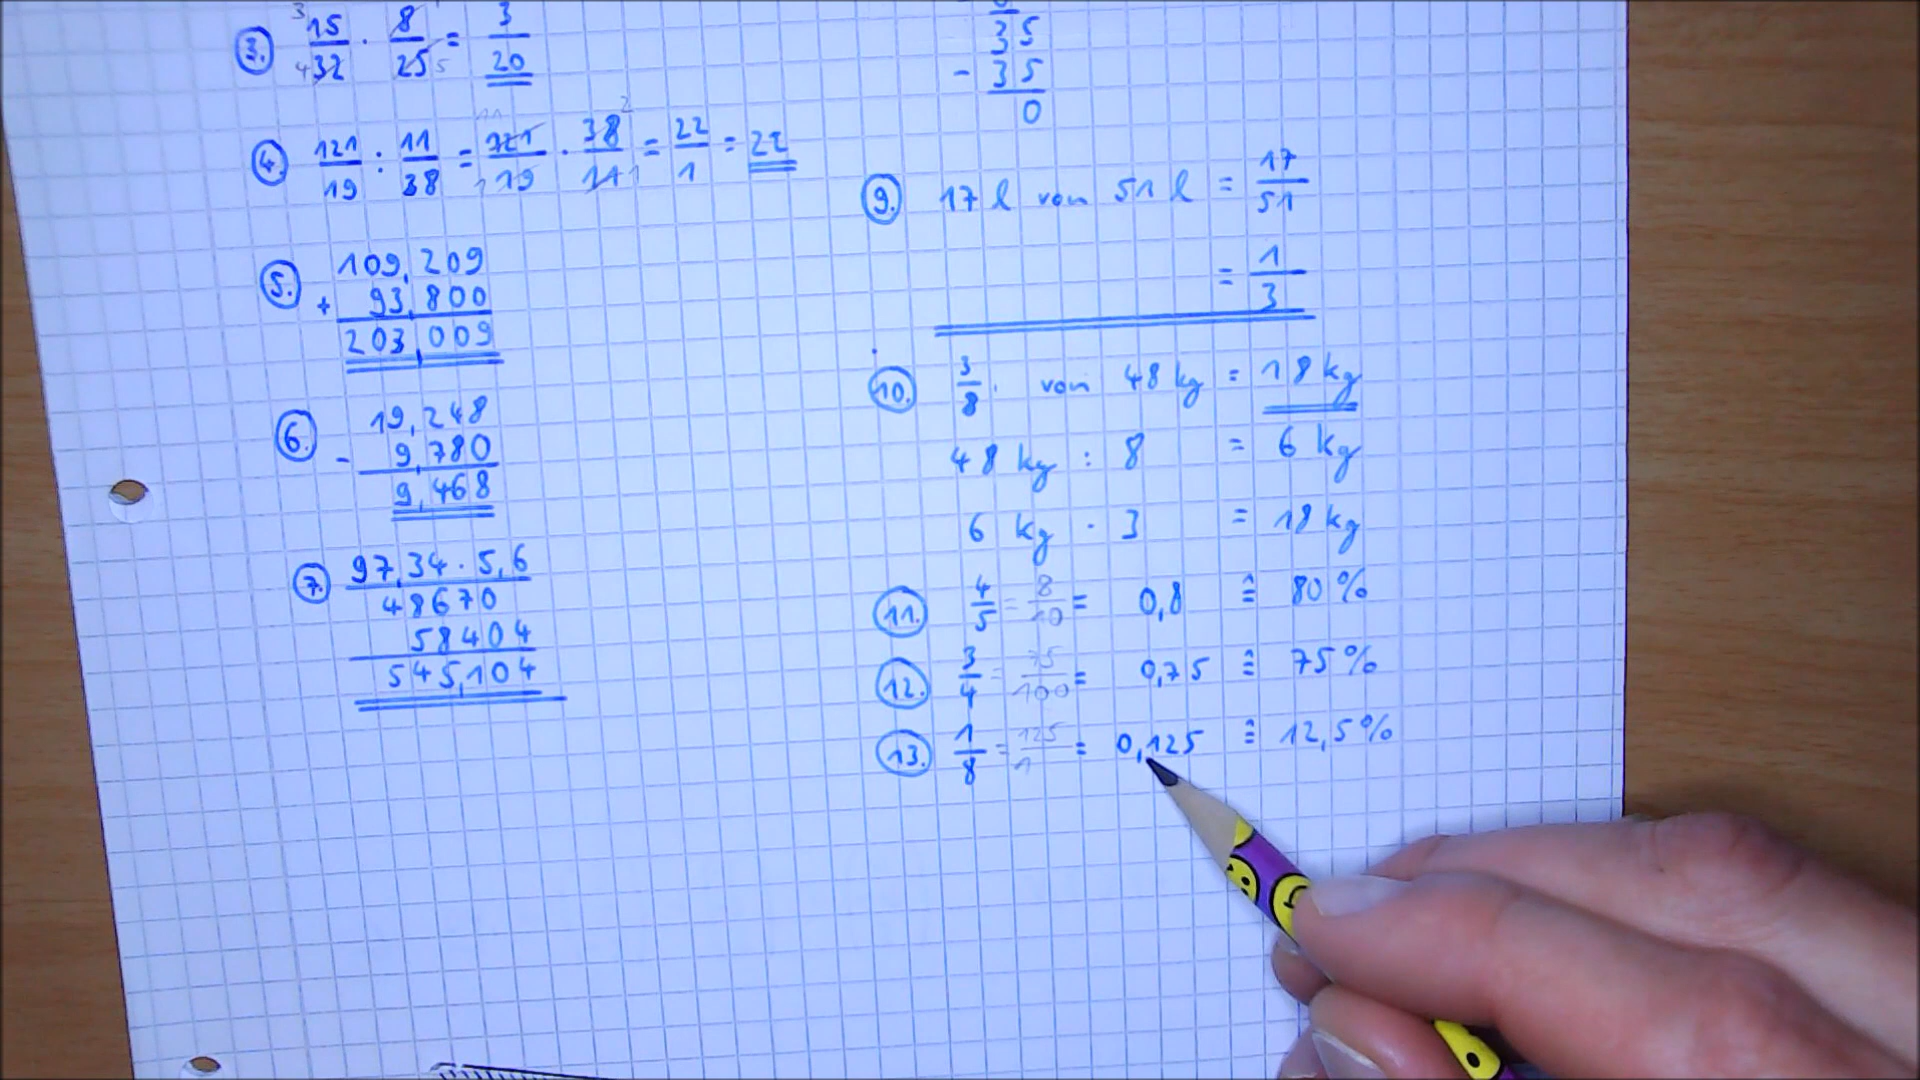 3. 15/32 · 8/25 = 3/20
4. 121/19 : 11/38 = 121/19 · 38/11 = 22/1 = 22
5. 109,209
+ 93,800
203,009
6. 19,248
- 9,780
9,468
7. 97,34 · 5,6
48670
58404
545,104
35
- 35
0
9. 17 l von 51 l = 17/51
= 1/3
10. 3/8 · von 48 kg = 18 kg
48 kg : 8 = 6 kg
6 kg · 3 = 18 kg
11. 4/5 = 8/10 = 0,8 ≙ 80 %
12. 3/4 = 75/100 = 0,75 ≙ 75 %
13. 1/8 = 125/1 = 0,125 ≙ 12,5 %